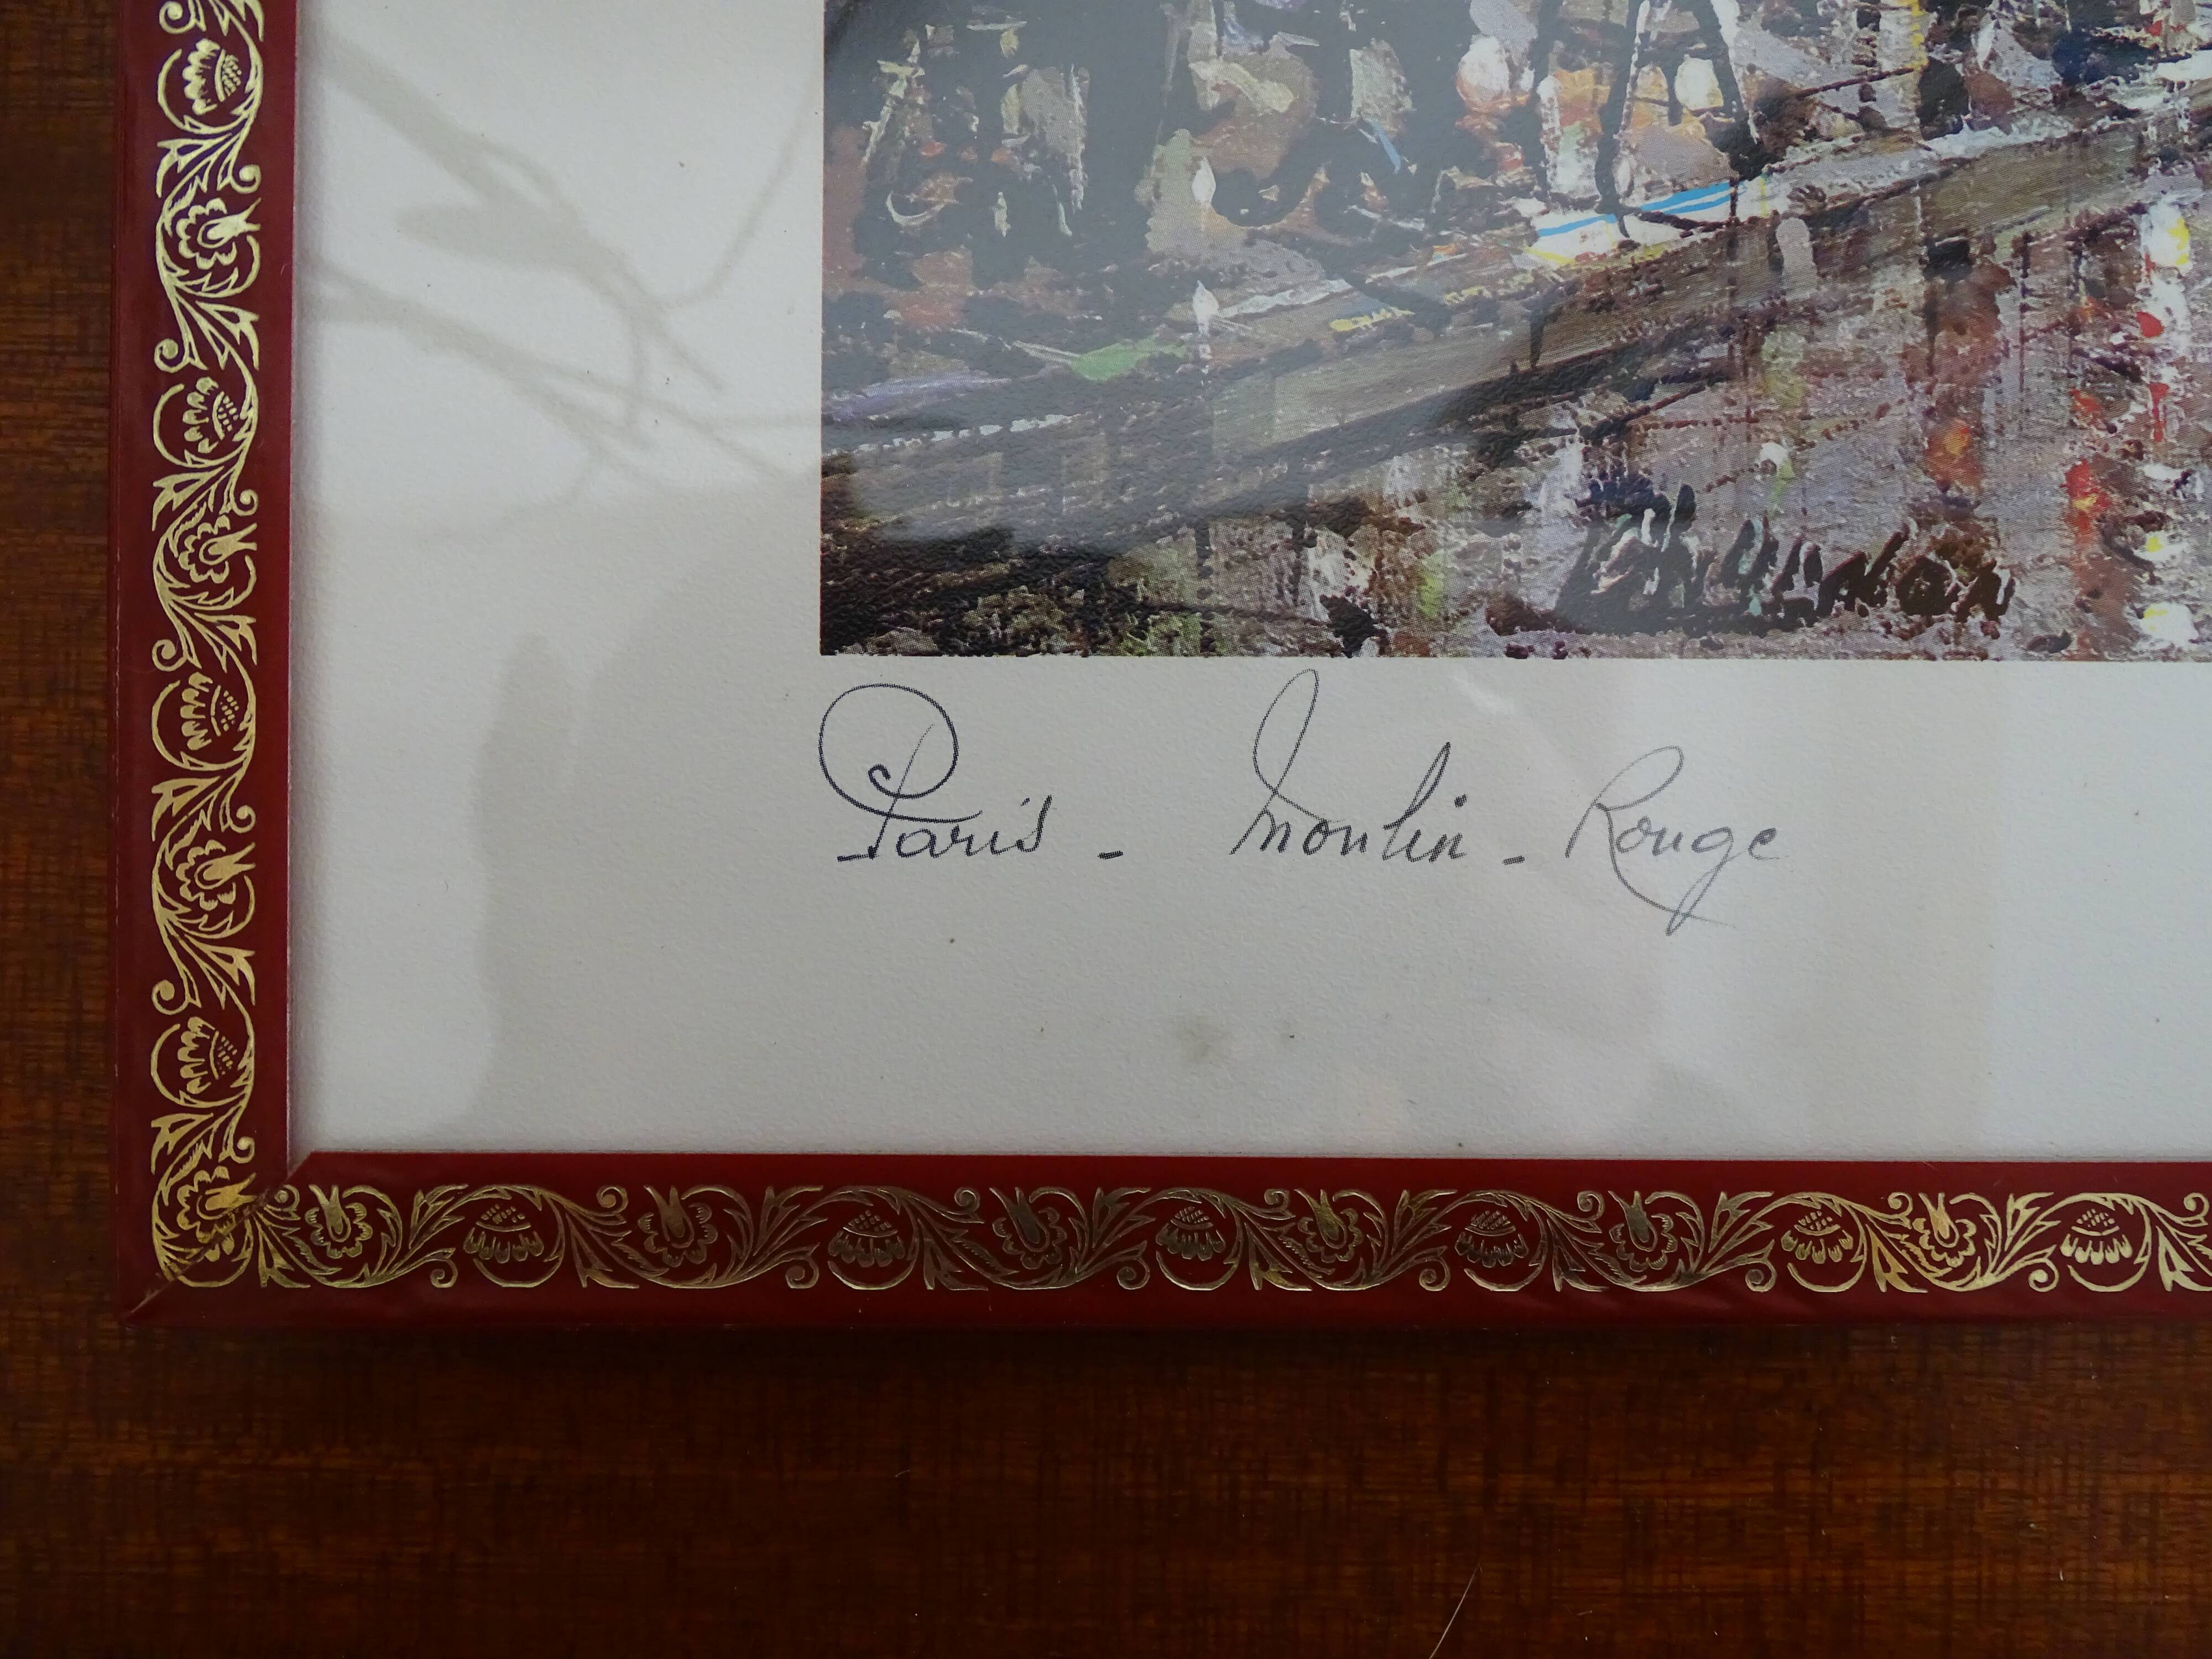 Paris - Moulin - Rouge